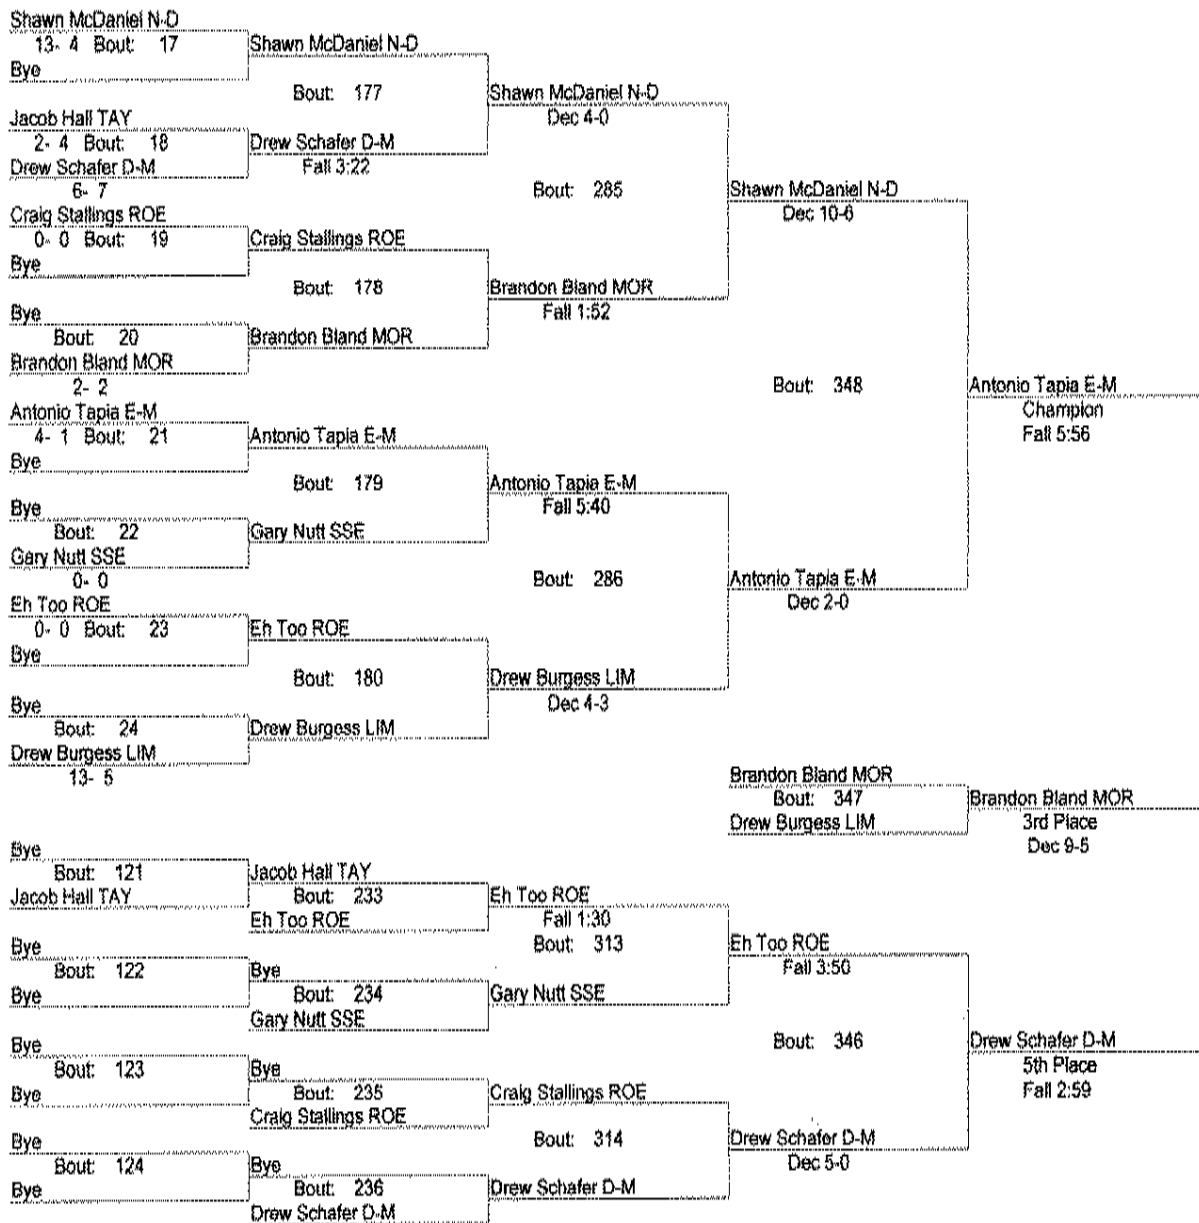 Shawn McDaniel N-D
13- 4 Bout: 17
Shawn McDaniel N-D
Bye
Bout: 177
Shawn McDaniel N-D
Dec 4-0
Jacob Hall TAY
2- 4 Bout: 18
Drew Schafer D-M
Drew Schafer D-M
Fall 3:22
6- 7
Bout: 285
Shawn McDaniel N-D
Dec 10-6
Craig Stallings ROE
0- 0 Bout: 19
Craig Stallings ROE
Bye
Bout: 178
Brandon Bland MOR
Fall 1:52
Bye
Bout: 20
Brandon Bland MOR
Brandon Bland MOR
2- 2
Bout: 348
Antonio Tapia E-M
Champion
Fall 5:56
Antonio Tapia E-M
4- 1 Bout: 21
Antonio Tapia E-M
Bye
Bout: 179
Antonio Tapia E-M
Fall 5:40
Bye
Bout: 22
Gary Nutt SSE
Gary Nutt SSE
0- 0
Bout: 286
Antonio Tapia E-M
Dec 2-0
Eh Too ROE
0- 0 Bout: 23
Eh Too ROE
Bye
Bout: 180
Drew Burgess LIM
Dec 4-3
Bye
Bout: 24
Drew Burgess LIM
Drew Burgess LIM
13- 5
Brandon Bland MOR
Bout: 347
Brandon Bland MOR
Drew Burgess LIM
3rd Place
Dec 9-5
Bye
Bout: 121
Jacob Hall TAY
Jacob Hall TAY
Bout: 233
Eh Too ROE
Eh Too ROE
Fall 1:30
Bye
Bout: 313
Eh Too ROE
Fall 3:50
Bout: 122
Bye
Bye
Bout: 234
Gary Nutt SSE
Gary Nutt SSE
Bye
Bout: 346
Drew Schafer D-M
5th Place
Fall 2:59
Bout: 123
Bye
Bye
Bout: 235
Craig Stallings ROE
Craig Stallings ROE
Bye
Bout: 314
Drew Schafer D-M
Dec 5-0
Bout: 124
Bye
Bye
Bout: 236
Drew Schafer D-M
Drew Schafer D-M